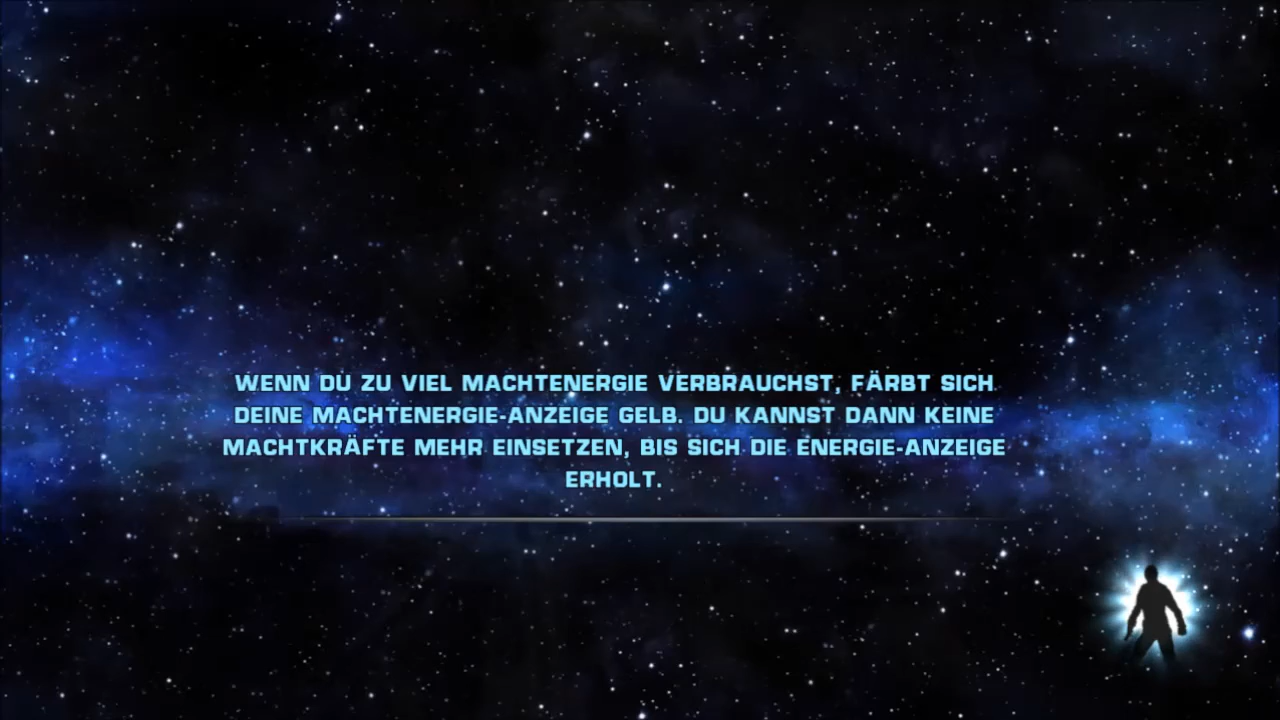 WENN DU ZU VIEL MACHTENERGIE VERBRAUCHST, FÄRBT SICH
DEINE MACHTENERGIE-ANZEIGE GELB. DU KANNST DANN KEINE
MACHTKRÄFTE MEHR EINSETZEN, BIS SICH DIE ENERGIE-ANZEIGE
ERHOLT.